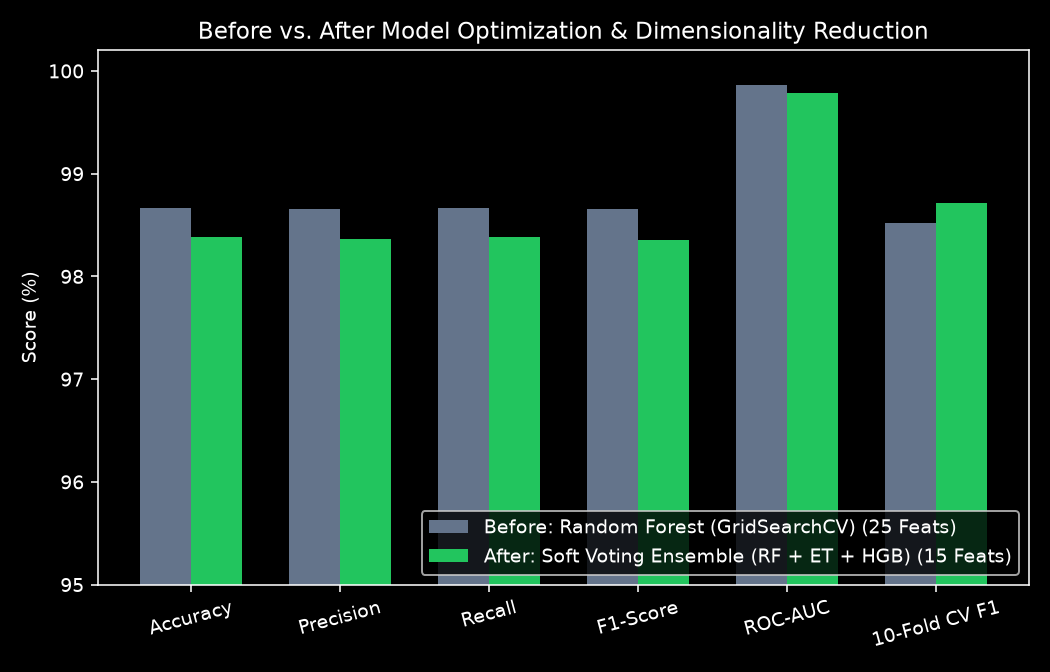 Before vs. After Model Optimization & Dimensionality Reduction
Score (%)
100
99
98
97
96
95
Accuracy
Precision
Recall
F1-Score
ROC-AUC
10-Fold CV F1
Before: Random Forest (GridSearchCV) (25 Feats)
After: Soft Voting Ensemble (RF + ET + HGB) (15 Feats)